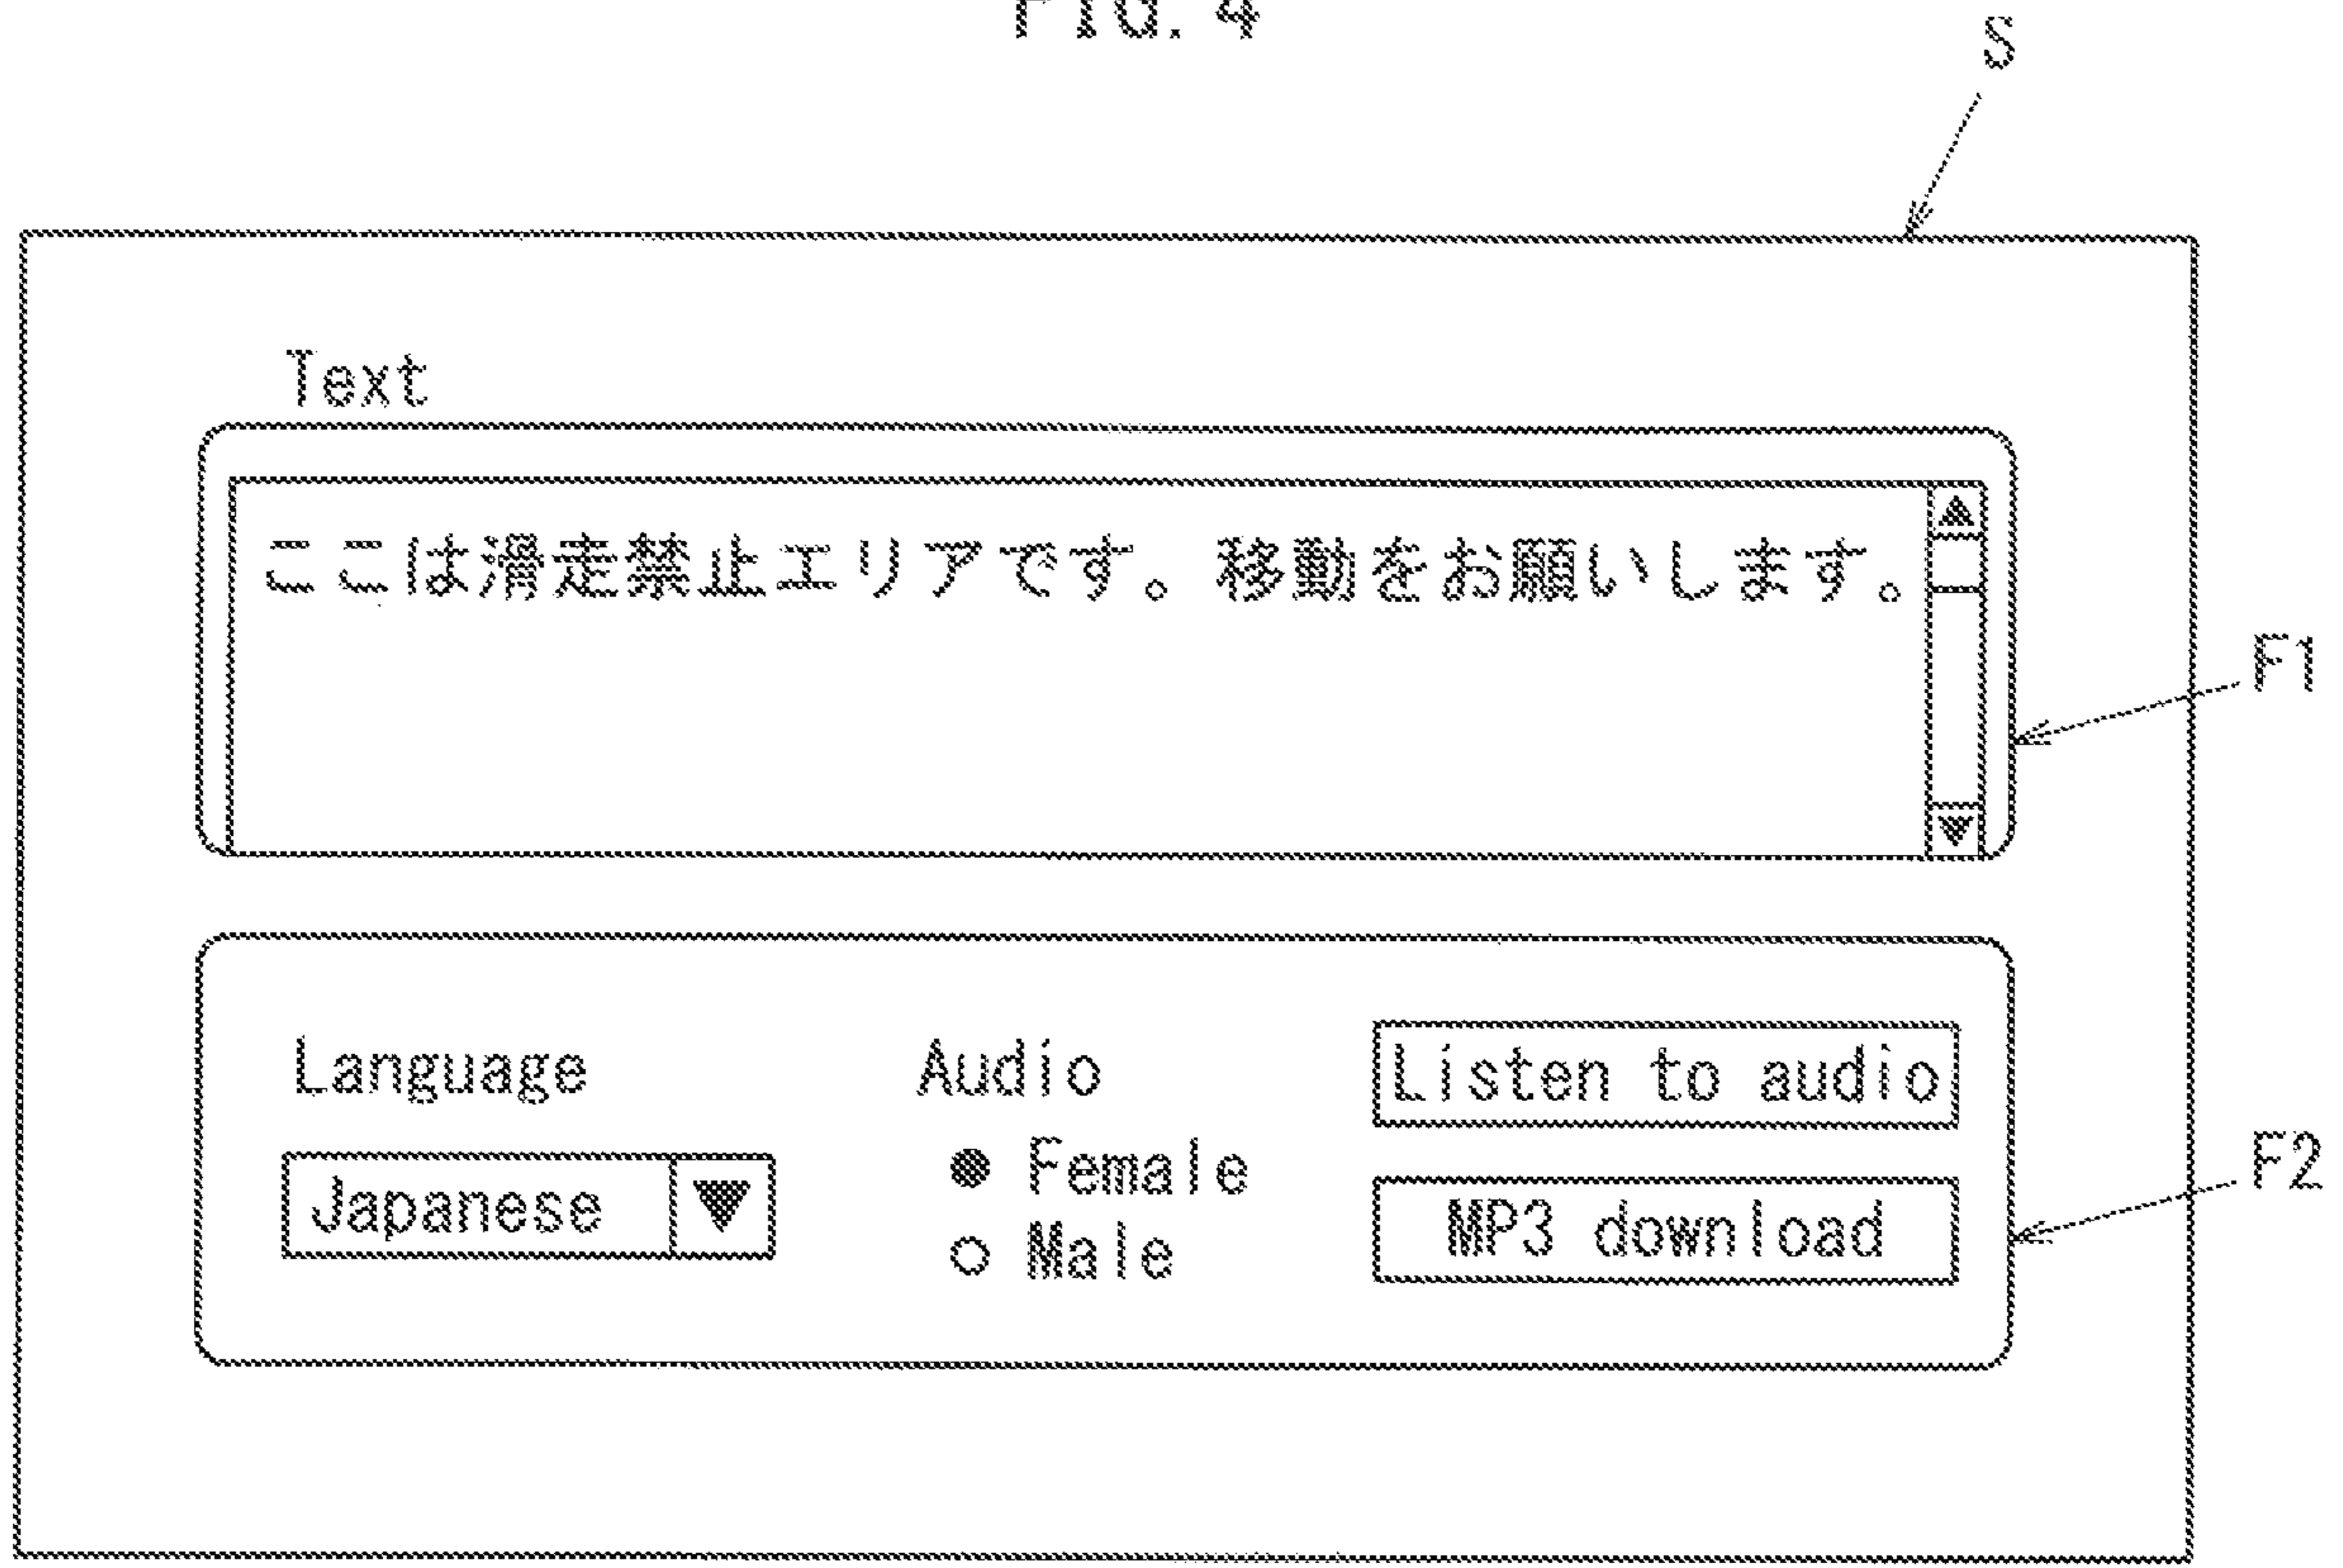 FIG. 4
S
Text
ここは滑走禁止エリアです。移動をお願いします。
F1
Language
Audio
Listen to audio
Female
Japanese
MP3 download
Male
F2